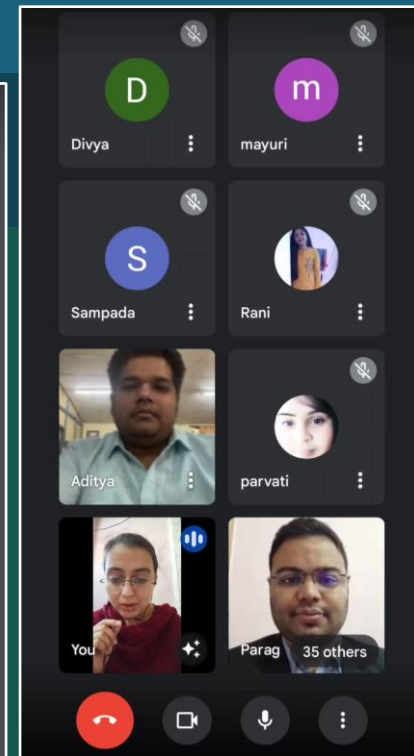 D
m
Divya
mayuri
S
Sampada
Rani
Aditya
parvati
You
Parag
35 others